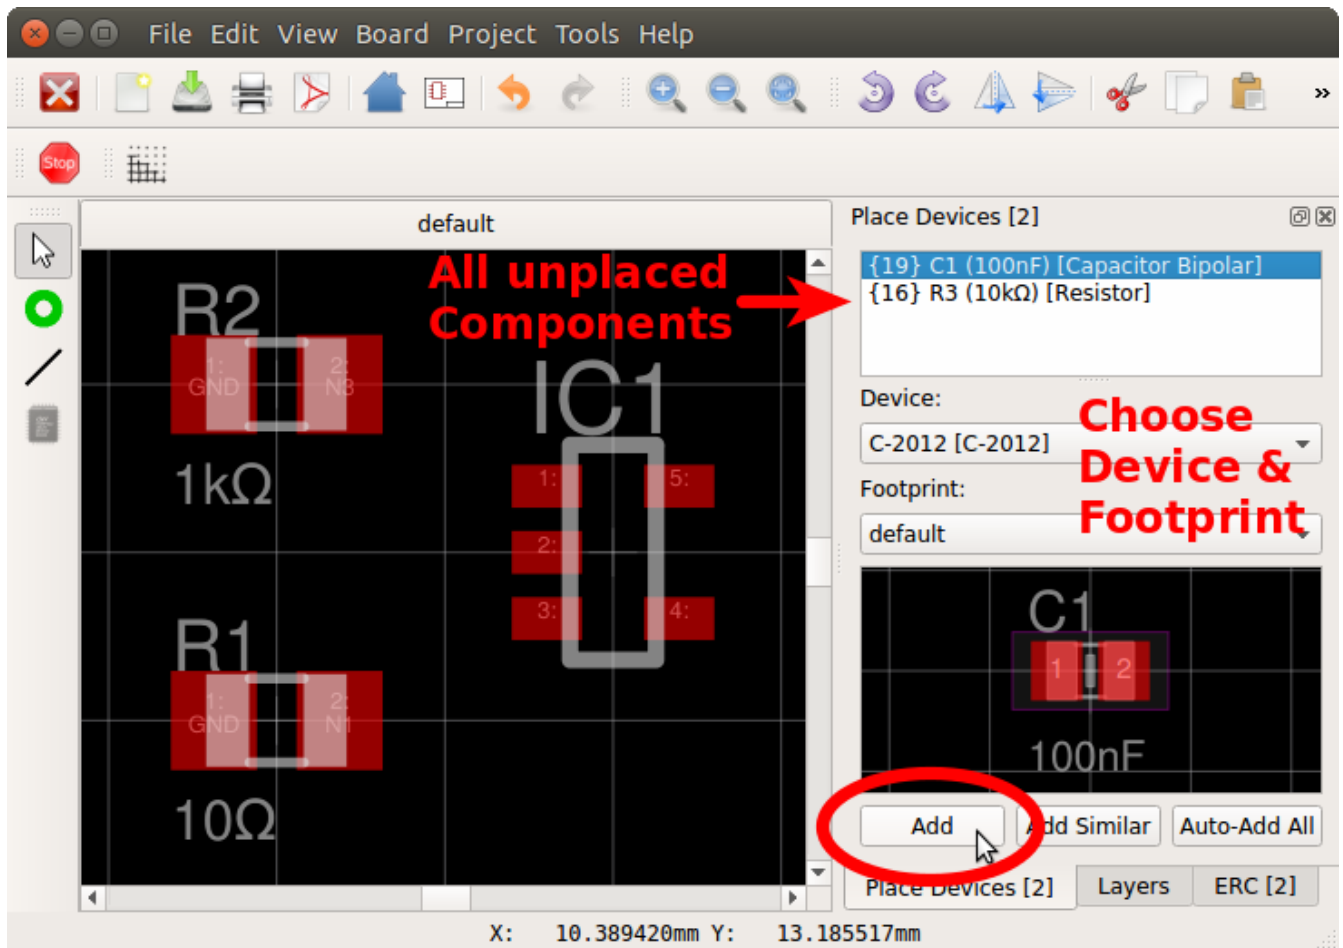 File Edit View Board Project Tools Help
Stop
default
Place Devices [2]
All unplaced
Components
{19} C1 (100nF) [Capacitor Bipolar]
{16} R3 (10kΩ) [Resistor]
R2
1:
GND
2:
N3
1kΩ
IC1
1:
5:
2:
3:
4:
R1
1:
GND
2:
N1
10Ω
Device:
C-2012 [C-2012]
Choose
Device &
Footprint
Footprint:
default
C1
1
2
100nF
Add
Add Similar
Auto-Add All
Place Devices [2]
Layers
ERC [2]
X: 10.389420mm Y: 13.185517mm